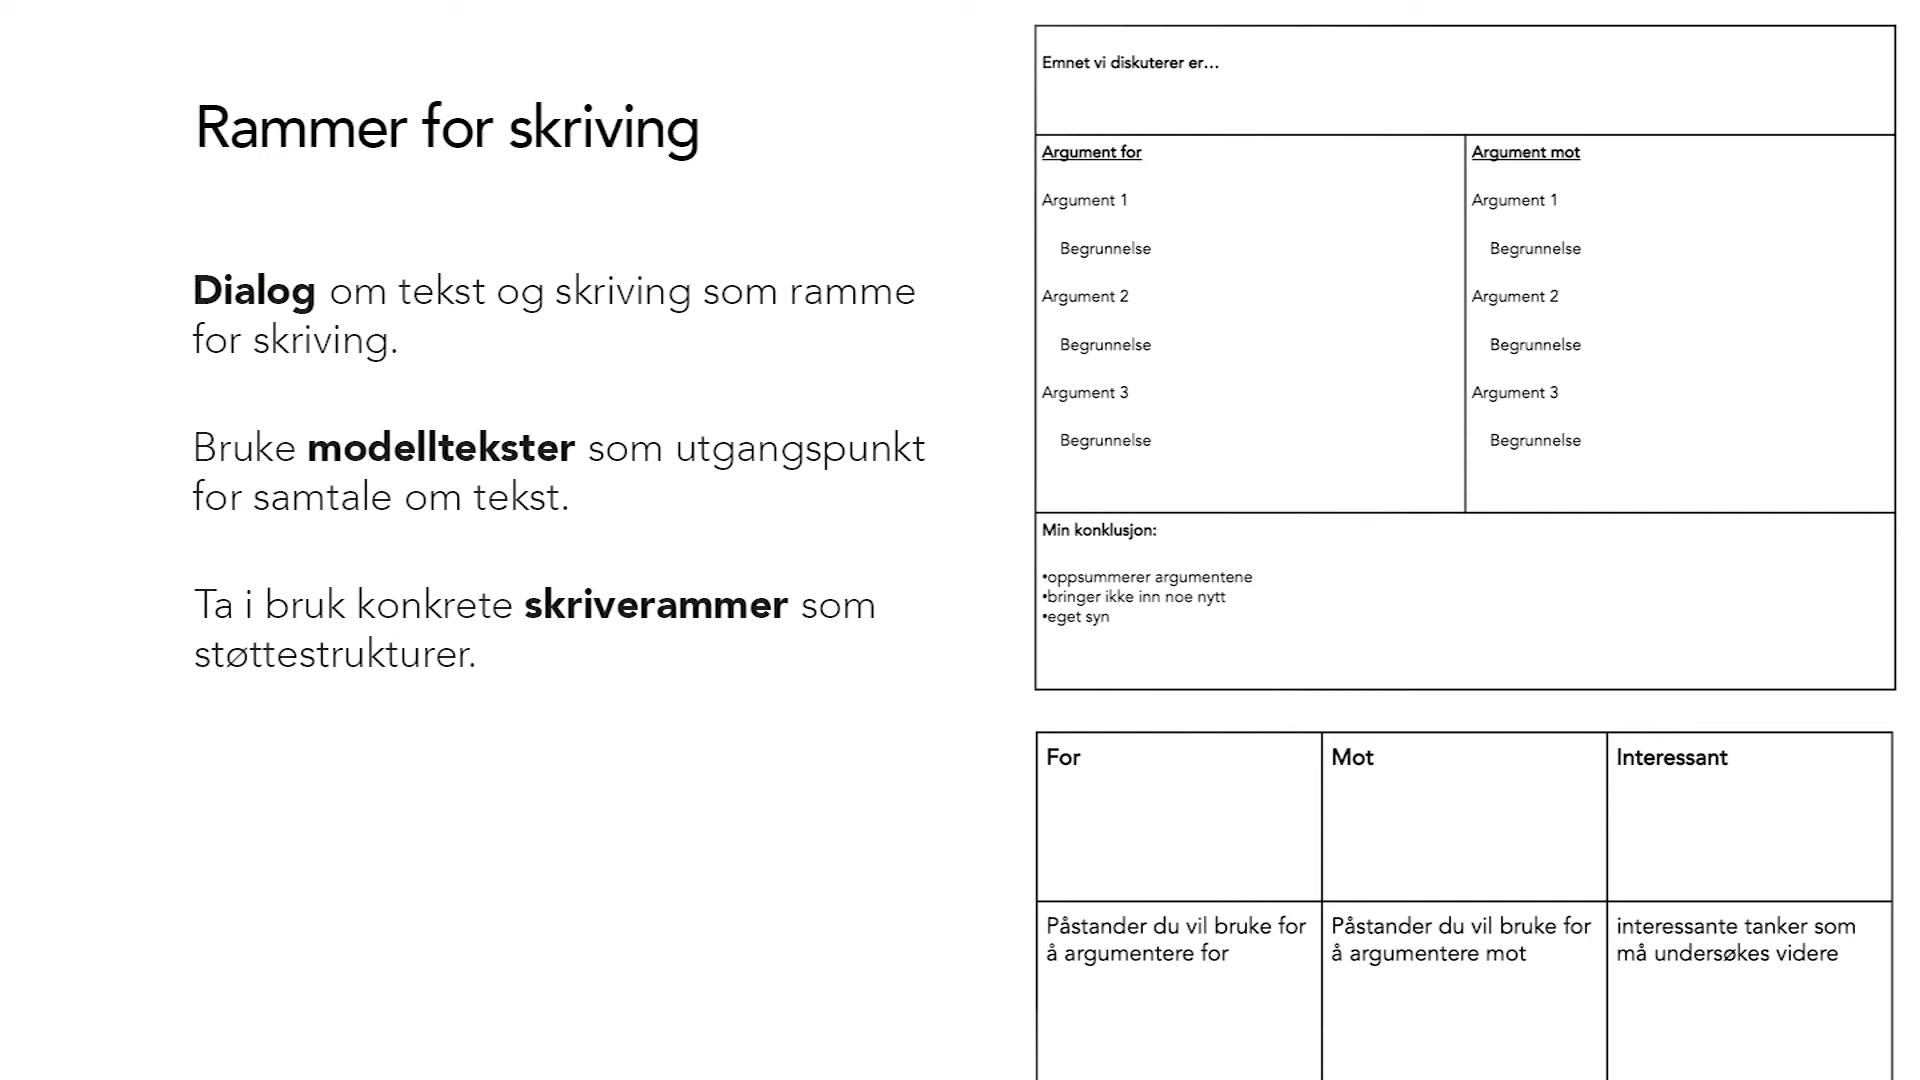 Rammer for skriving
Dialog om tekst og skriving som ramme
for skriving.
Bruke modelltekster som utgangspunkt
for samtale om tekst.
Ta i bruk konkrete skriverammer som
støttestrukturer.
Emnet vi diskuterer er…
Argument for
Argument 1
Begrunnelse
Argument 2
Begrunnelse
Argument 3
Begrunnelse
Argument mot
Argument 1
Begrunnelse
Argument 2
Begrunnelse
Argument 3
Begrunnelse
Min konklusjon:
•oppsummerer argumentene
•bringer ikke inn noe nytt
•eget syn
For
Mot
Interessant
Påstander du vil bruke for
å argumentere for
Påstander du vil bruke for
å argumentere mot
interessante tanker som
må undersøkes videre